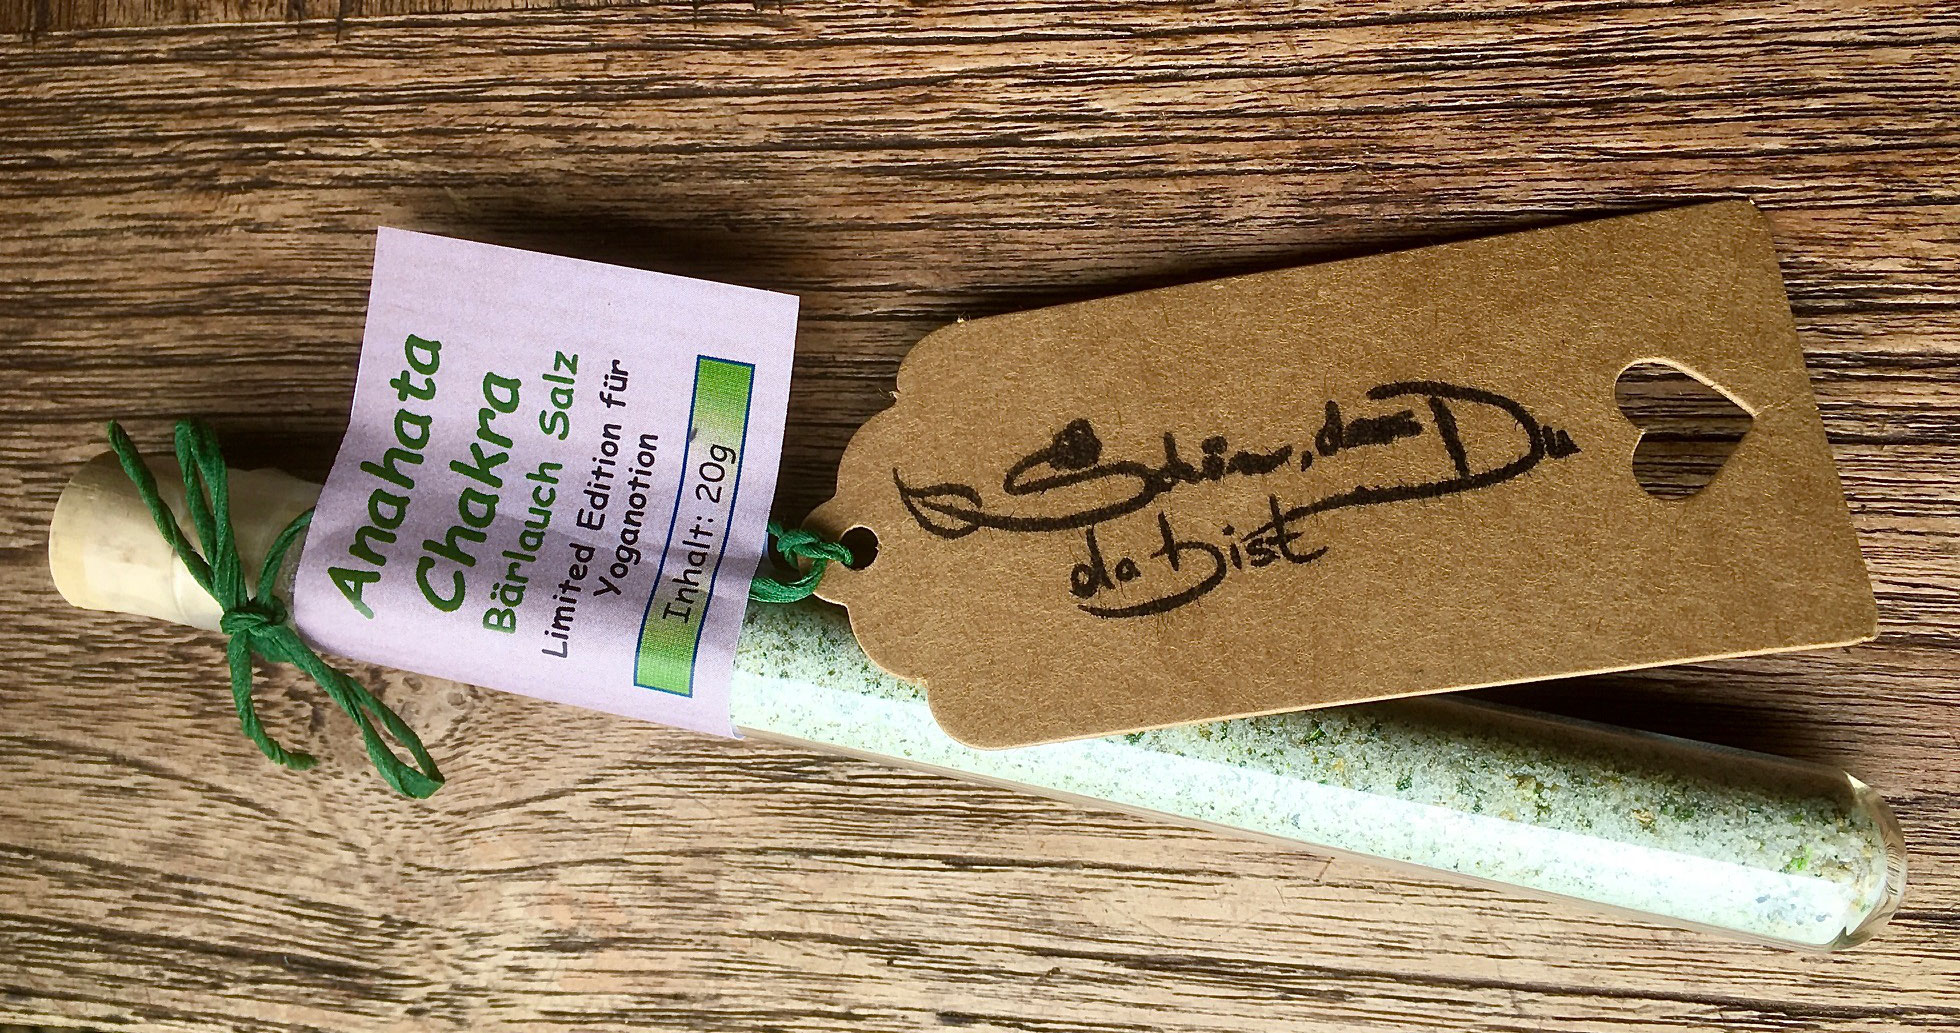 Anahata
Chakra
Bärlauch Salz
Limited Edition für
Yoganotion
Inhalt: 20g
Schön, dass Du
da bist